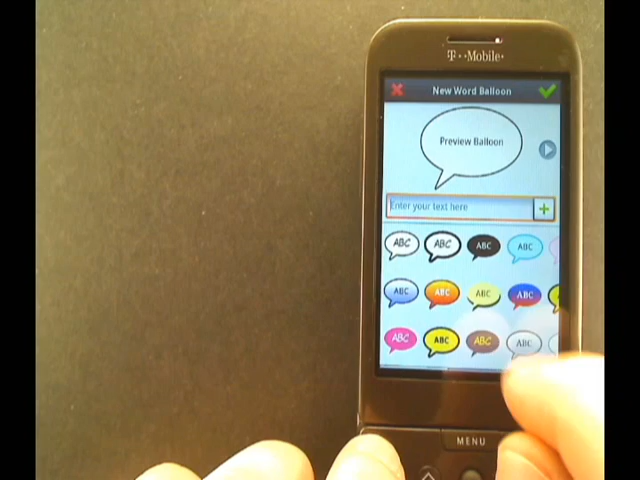 T··Mobile·
New Word Balloon
Preview Balloon
Enter your text here
ABC ABC ABC ABC
ABC ABC ABC ABC
ABC ABC ABC ABC
MENU